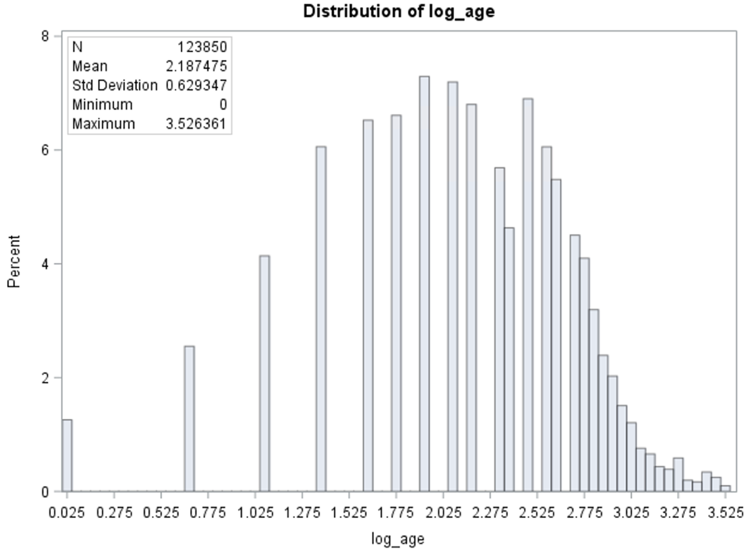 Distribution of log_age
N 123850
Mean 2.187475
Std Deviation 0.629347
Minimum 0
Maximum 3.526361
8
6
4
2
0
Percent
0.025 0.275 0.525 0.775 1.025 1.275 1.525 1.775 2.025 2.275 2.525 2.775 3.025 3.275 3.525
log_age